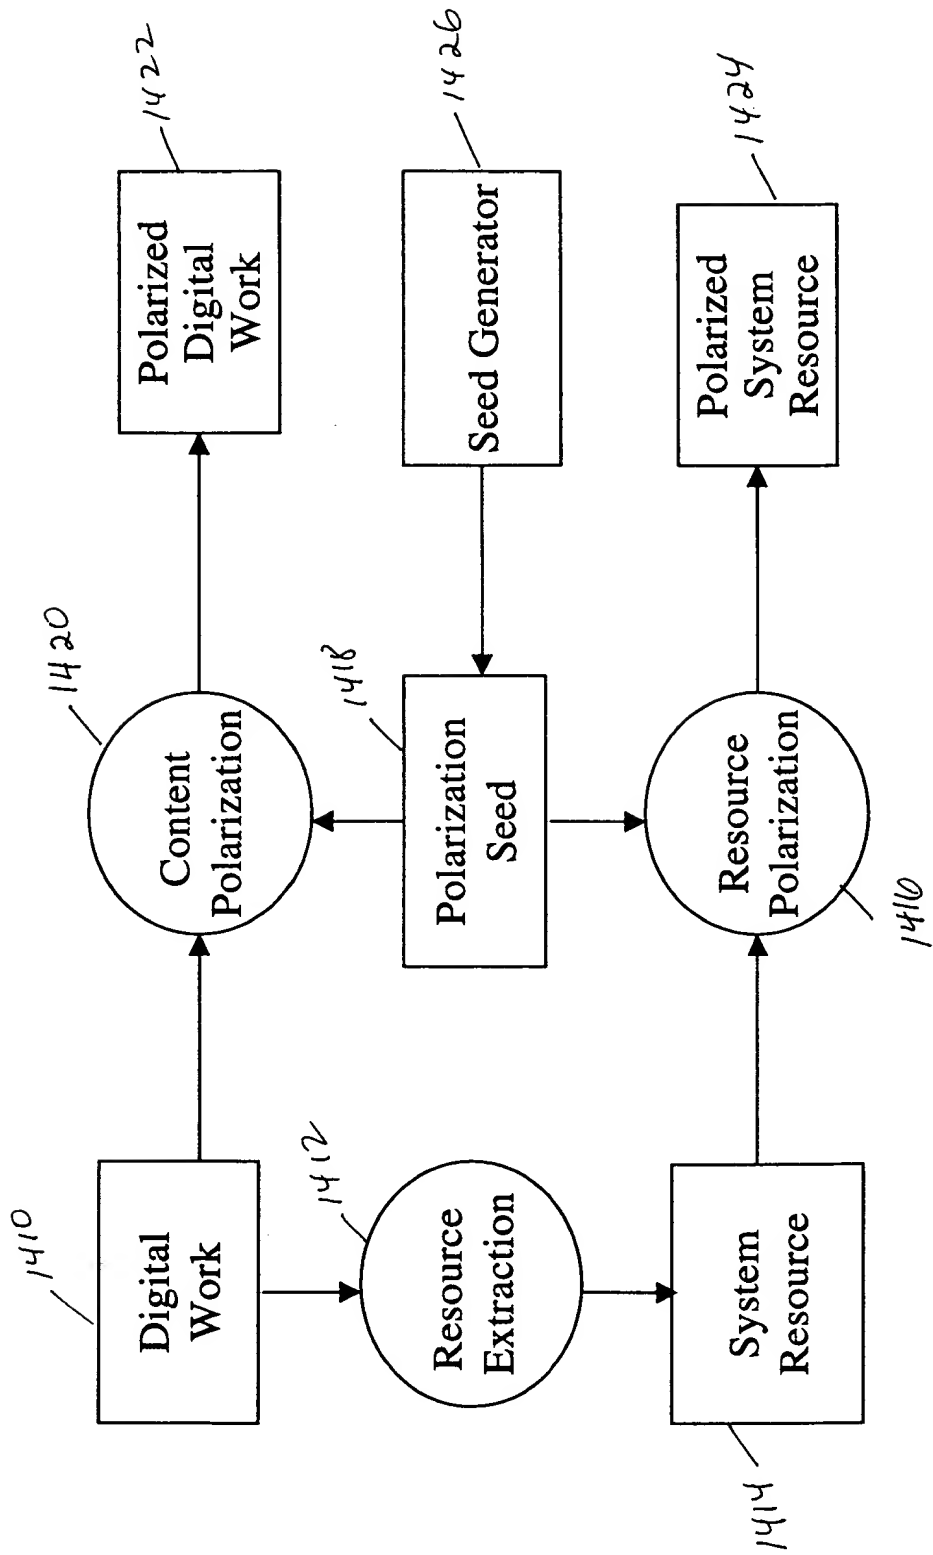 1410
Digital
Work
1420
Content
Polarization
1422
Polarized
Digital
Work
1412
Resource
Extraction
1418
Polarization
Seed
1426
Seed Generator
1414
System
Resource
1416
Resource
Polarization
1424
Polarized
System
Resource